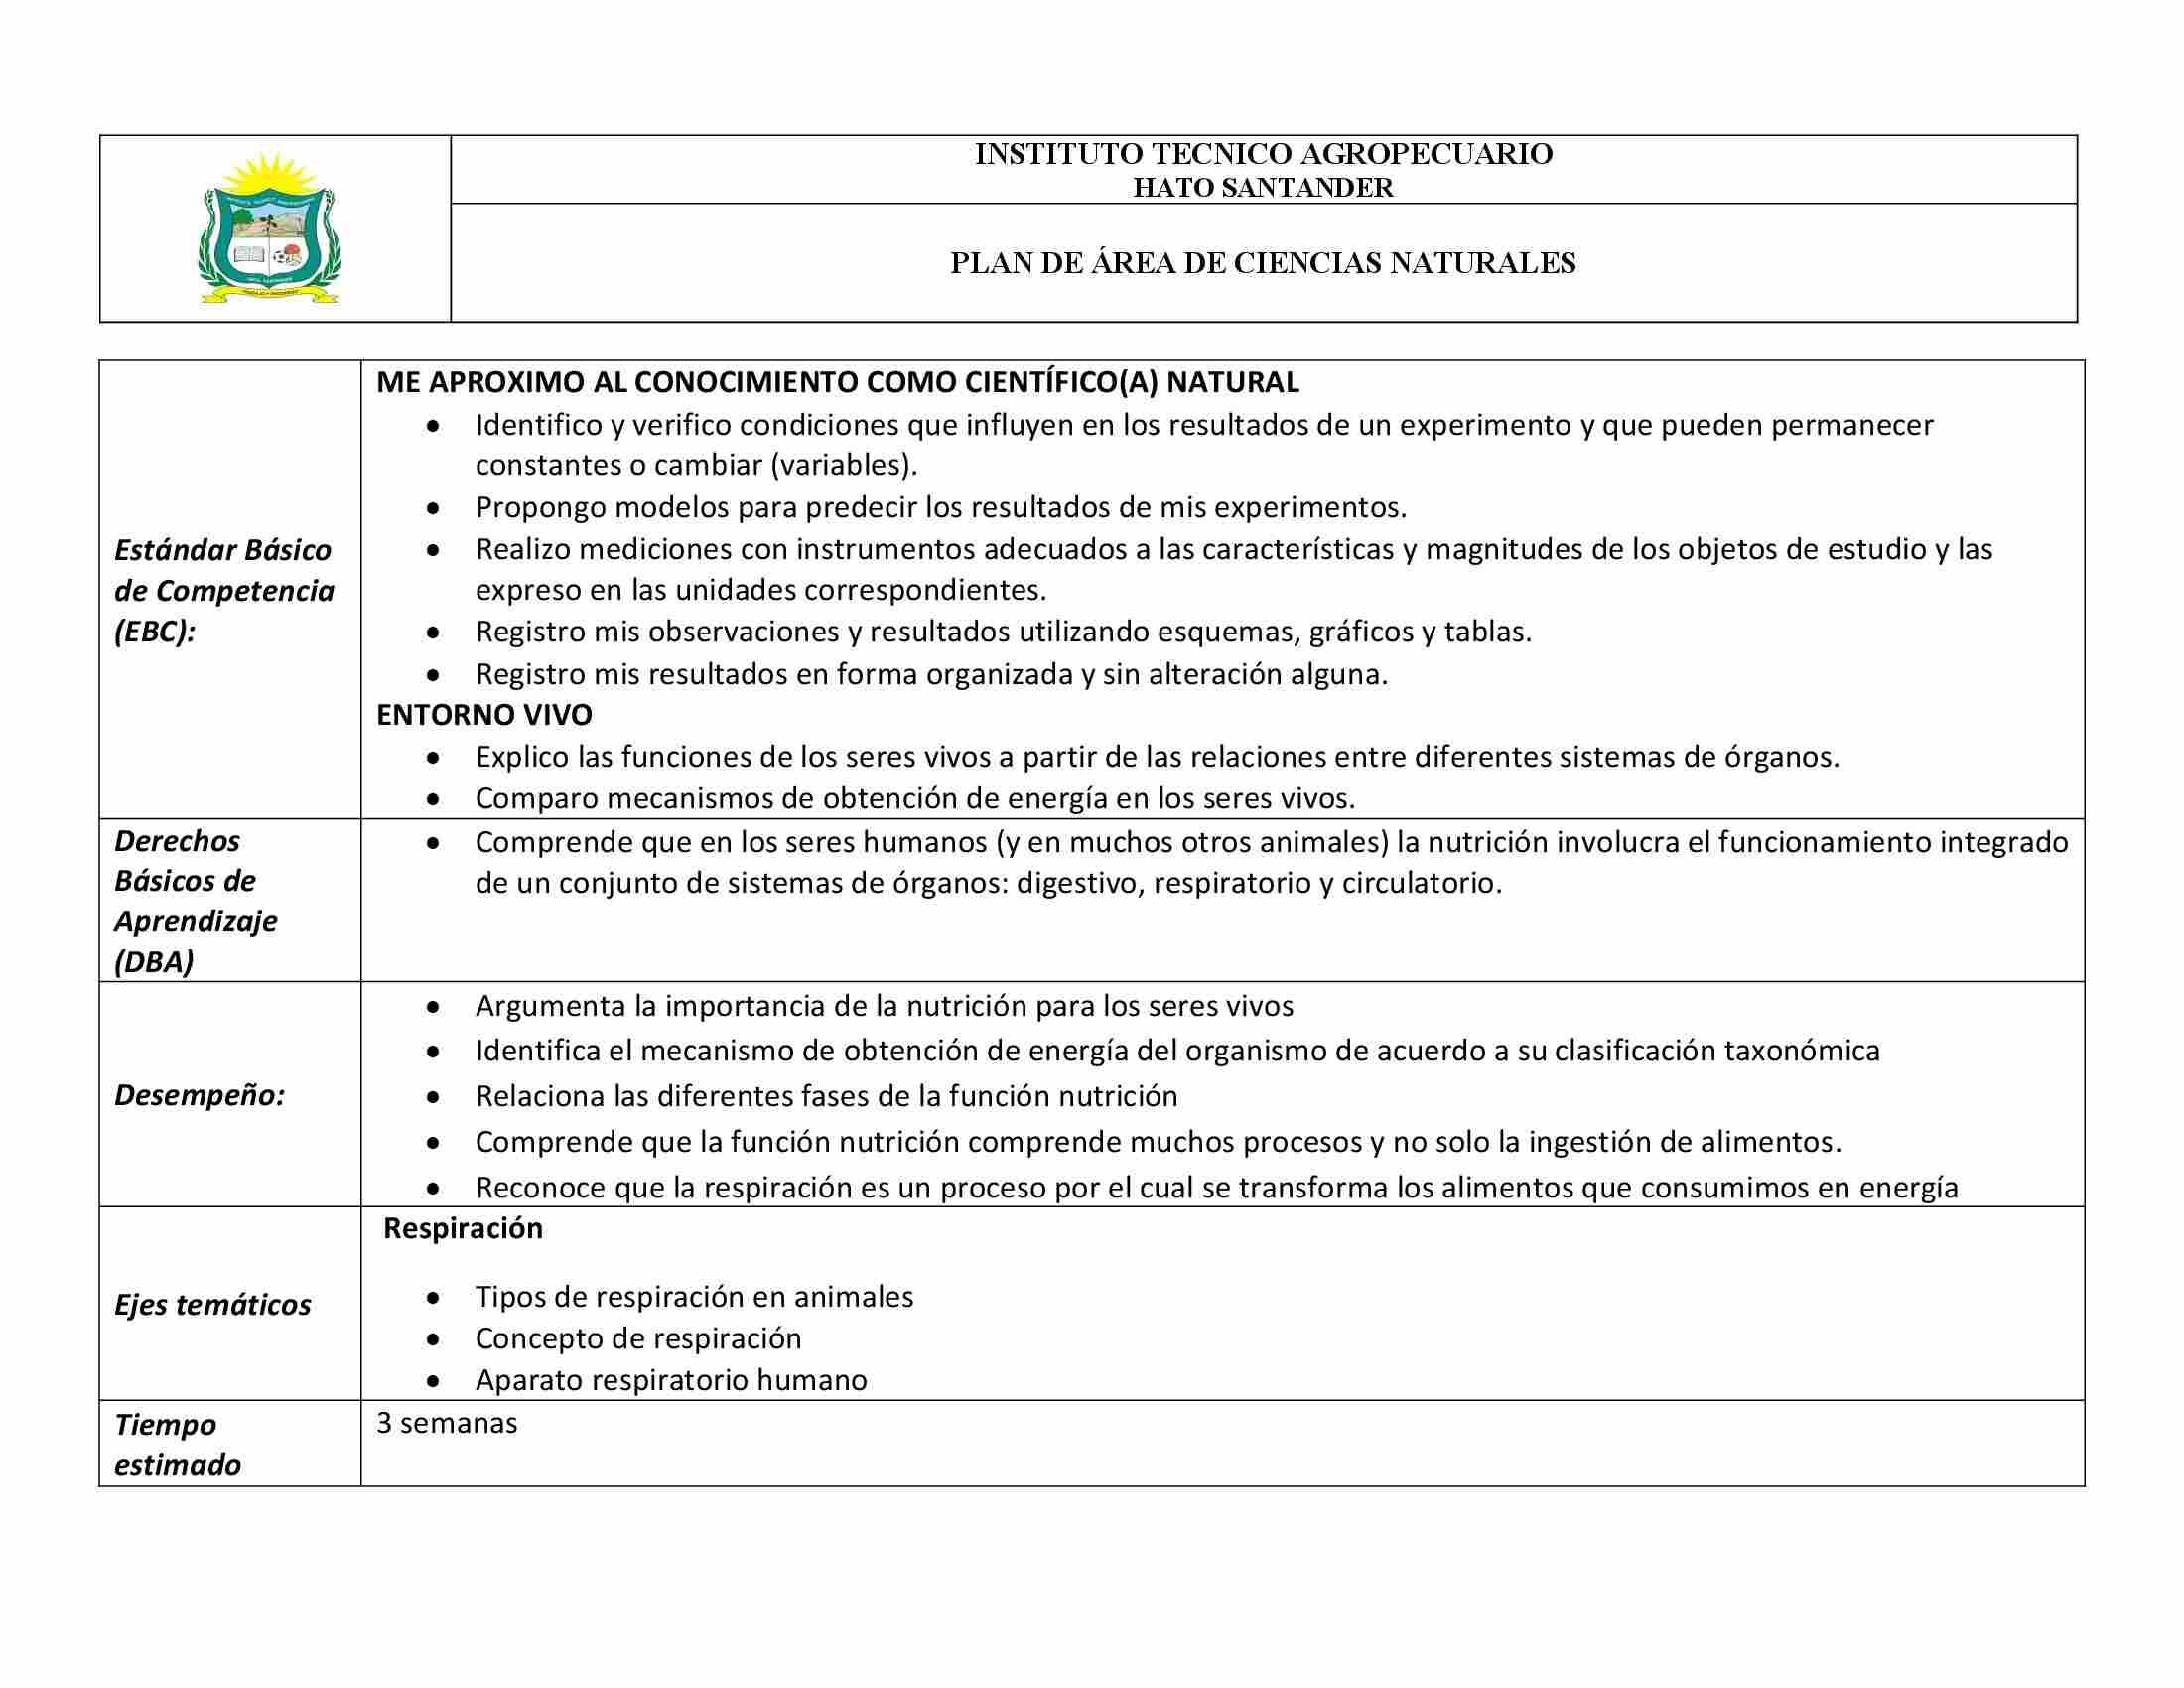 INSTITUTO TECNICO AGROPECUARIO
HATO SANTANDER
PLAN DE ÁREA DE CIENCIAS NATURALES
Estándar Básico
de Competencia
(EBC):
ME APROXIMO AL CONOCIMIENTO COMO CIENTÍFICO(A) NATURAL
• Identifico y verifico condiciones que influyen en los resultados de un experimento y que pueden permanecer
constantes o cambiar (variables).
• Propongo modelos para predecir los resultados de mis experimentos.
• Realizo mediciones con instrumentos adecuados a las características y magnitudes de los objetos de estudio y las
expreso en las unidades correspondientes.
• Registro mis observaciones y resultados utilizando esquemas, gráficos y tablas.
• Registro mis resultados en forma organizada y sin alteración alguna.
ENTORNO VIVO
• Explico las funciones de los seres vivos a partir de las relaciones entre diferentes sistemas de órganos.
• Comparo mecanismos de obtención de energía en los seres vivos.
Derechos
Básicos de
Aprendizaje
(DBA)
• Comprende que en los seres humanos (y en muchos otros animales) la nutrición involucra el funcionamiento integrado
de un conjunto de sistemas de órganos: digestivo, respiratorio y circulatorio.
Desempeño:
• Argumenta la importancia de la nutrición para los seres vivos
• Identifica el mecanismo de obtención de energía del organismo de acuerdo a su clasificación taxonómica
• Relaciona las diferentes fases de la función nutrición
• Comprende que la función nutrición comprende muchos procesos y no solo la ingestión de alimentos.
• Reconoce que la respiración es un proceso por el cual se transforma los alimentos que consumimos en energía
Ejes temáticos
Respiración
• Tipos de respiración en animales
• Concepto de respiración
• Aparato respiratorio humano
Tiempo
estimado
3 semanas